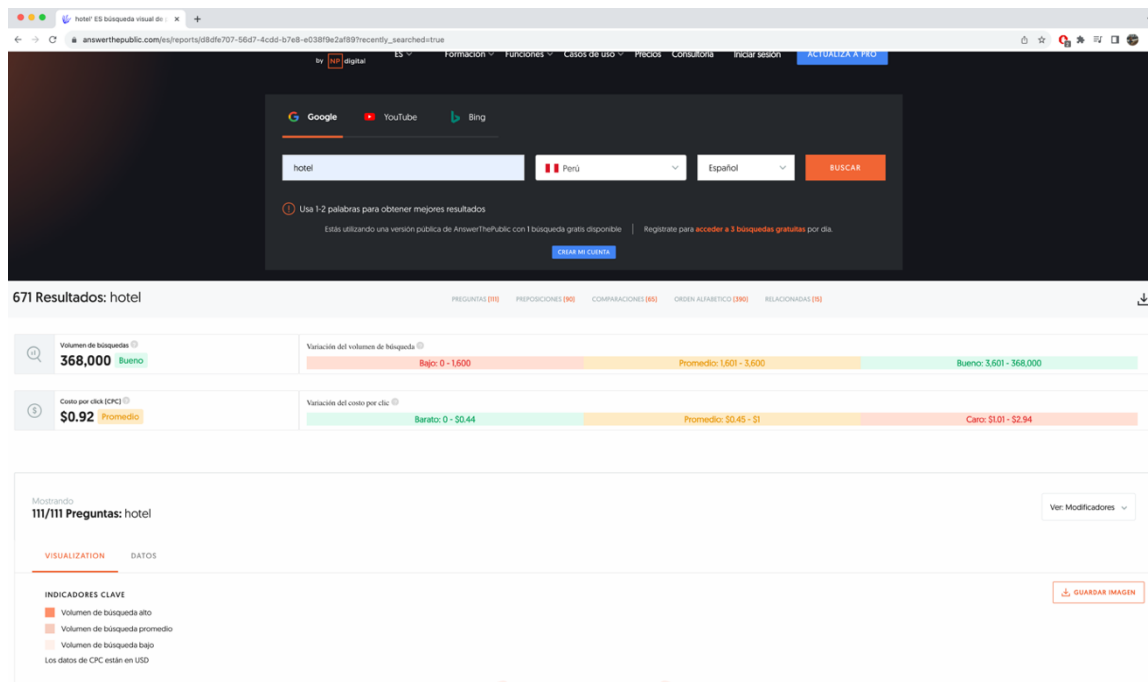 hotel' ES búsqueda visual de
answerthepublic.com/es/reports/d8dfe707-56d7-4cdd-b7e8-e038f9e2af89?recently_searched=true
by NP digital ES Formación Funciones Casos de uso Precios Consultoría Iniciar sesión ACTUALIZA A PRO
Google YouTube Bing
hotel Perú Español BUSCAR
Usa 1-2 palabras para obtener mejores resultados
Estás utilizando una versión pública de AnswerThePublic con 1 búsqueda gratis disponible | Regístrate para acceder a 3 búsquedas gratuitas por día.
CREAR MI CUENTA
671 Resultados: hotel PREGUNTAS (111) PREPOSICIONES (90) COMPARACIONES (65) ORDEN ALFABETICO (390) RELACIONADAS (15)
Volumen de búsquedas
368,000 Bueno
Variación del volumen de búsqueda
Bajo: 0 - 1,600 Promedio: 1,601 - 3,600 Bueno: 3,601 - 368,000
Costo por click (CPC)
$0.92 Promedio
Variación del costo por clic
Barato: 0 - $0.44 Promedio: $0.45 - $1 Caro: $1.01 - $2.94
Mostrando
111/111 Preguntas: hotel
Ver: Modificadores
VISUALIZATION DATOS
INDICADORES CLAVE
GUARDAR IMAGEN
Volumen de búsqueda alto
Volumen de búsqueda promedio
Volumen de búsqueda bajo
Los datos de CPC están en USD